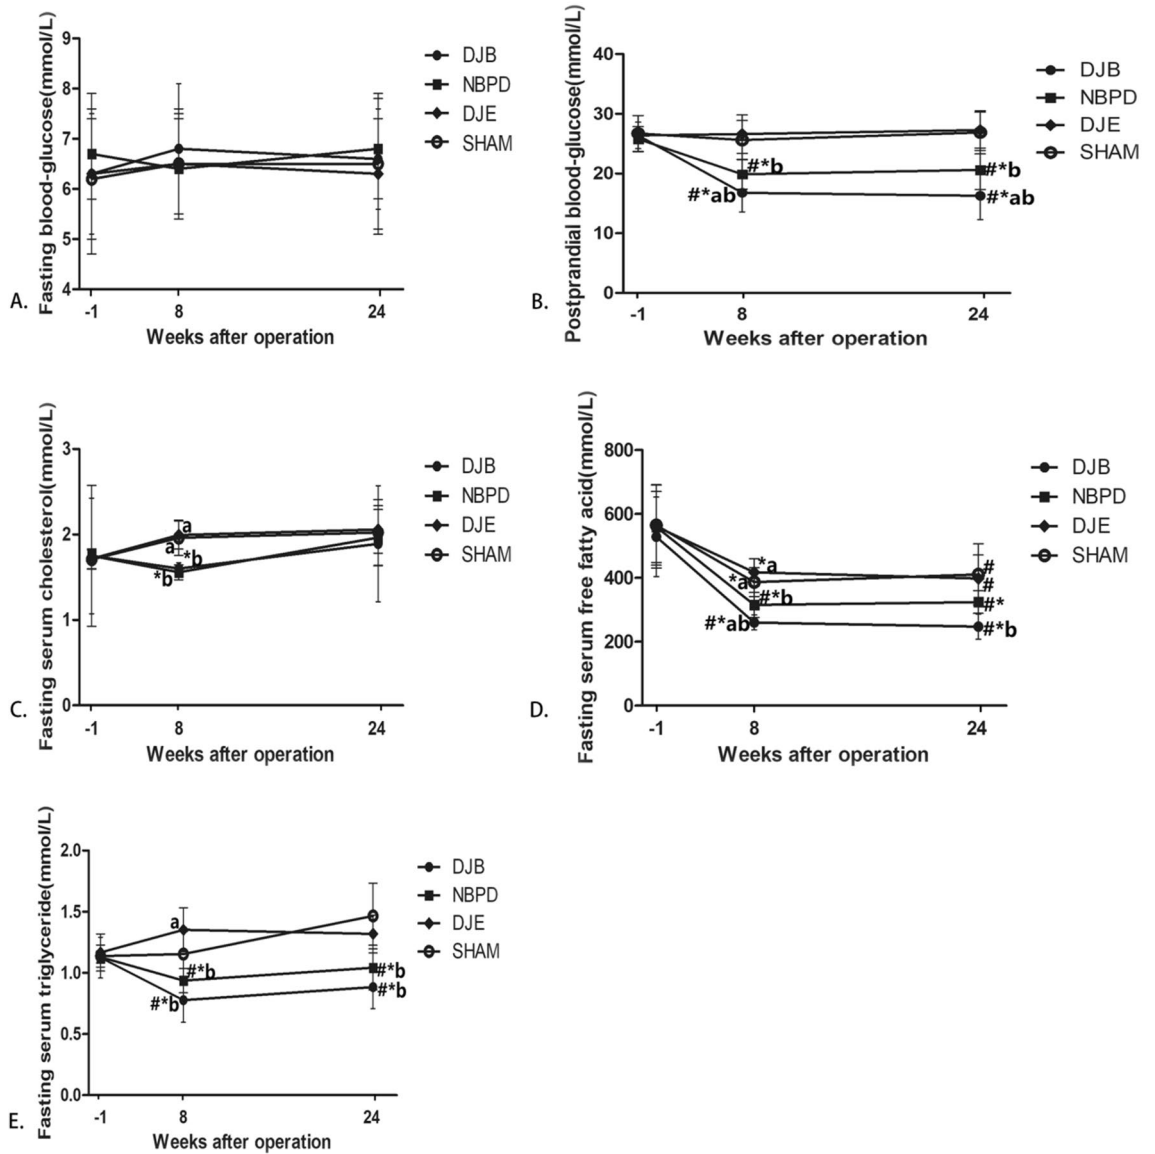 A.
Fasting blood-glucose(mmol/L)
9
8
7
6
5
4
-1
8
24
Weeks after operation
DJB
NBPD
DJE
SHAM
B.
Postprandial blood-glucose(mmol/L)
40
30
20
10
0
-1
8
24
Weeks after operation
#*b
#*ab
#*b
#*ab
DJB
NBPD
DJE
SHAM
C.
Fasting serum cholesterol(mmol/L)
3
2
1
0
-1
8
24
Weeks after operation
a
a
*b
*b
DJB
NBPD
DJE
SHAM
D.
Fasting serum free fatty acid(mmol/L)
800
600
400
200
0
-1
8
24
Weeks after operation
*a
*a
#*b
#*ab
#
#
#*
#*b
DJB
NBPD
DJE
SHAM
E.
Fasting serum triglyceride(mmol/L)
2.0
1.5
1.0
0.5
0.0
-1
8
24
Weeks after operation
a
#*b
#*b
#*b
#*b
DJB
NBPD
DJE
SHAM